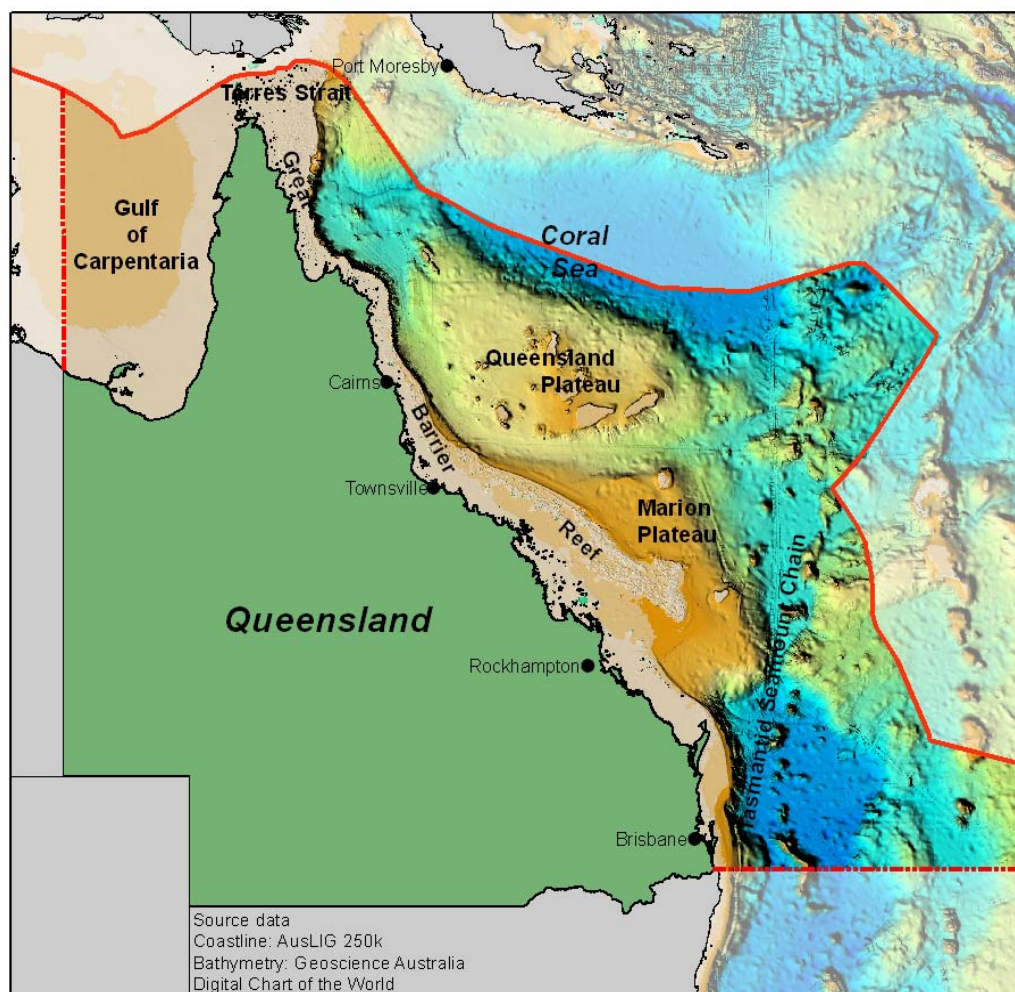 Port Moresby
Torres Strait
Great
Gulf
of
Carpentaria
Coral
Sea
Queensland
Plateau
Cairns
Barrier
Townsville
Marion
Plateau
Reef
Queensland
Tasmantid Seamount Chain
Rockhampton
Brisbane
Source data
Coastline: AusLIG 250k
Bathymetry: Geoscience Australia
Digital Chart of the World